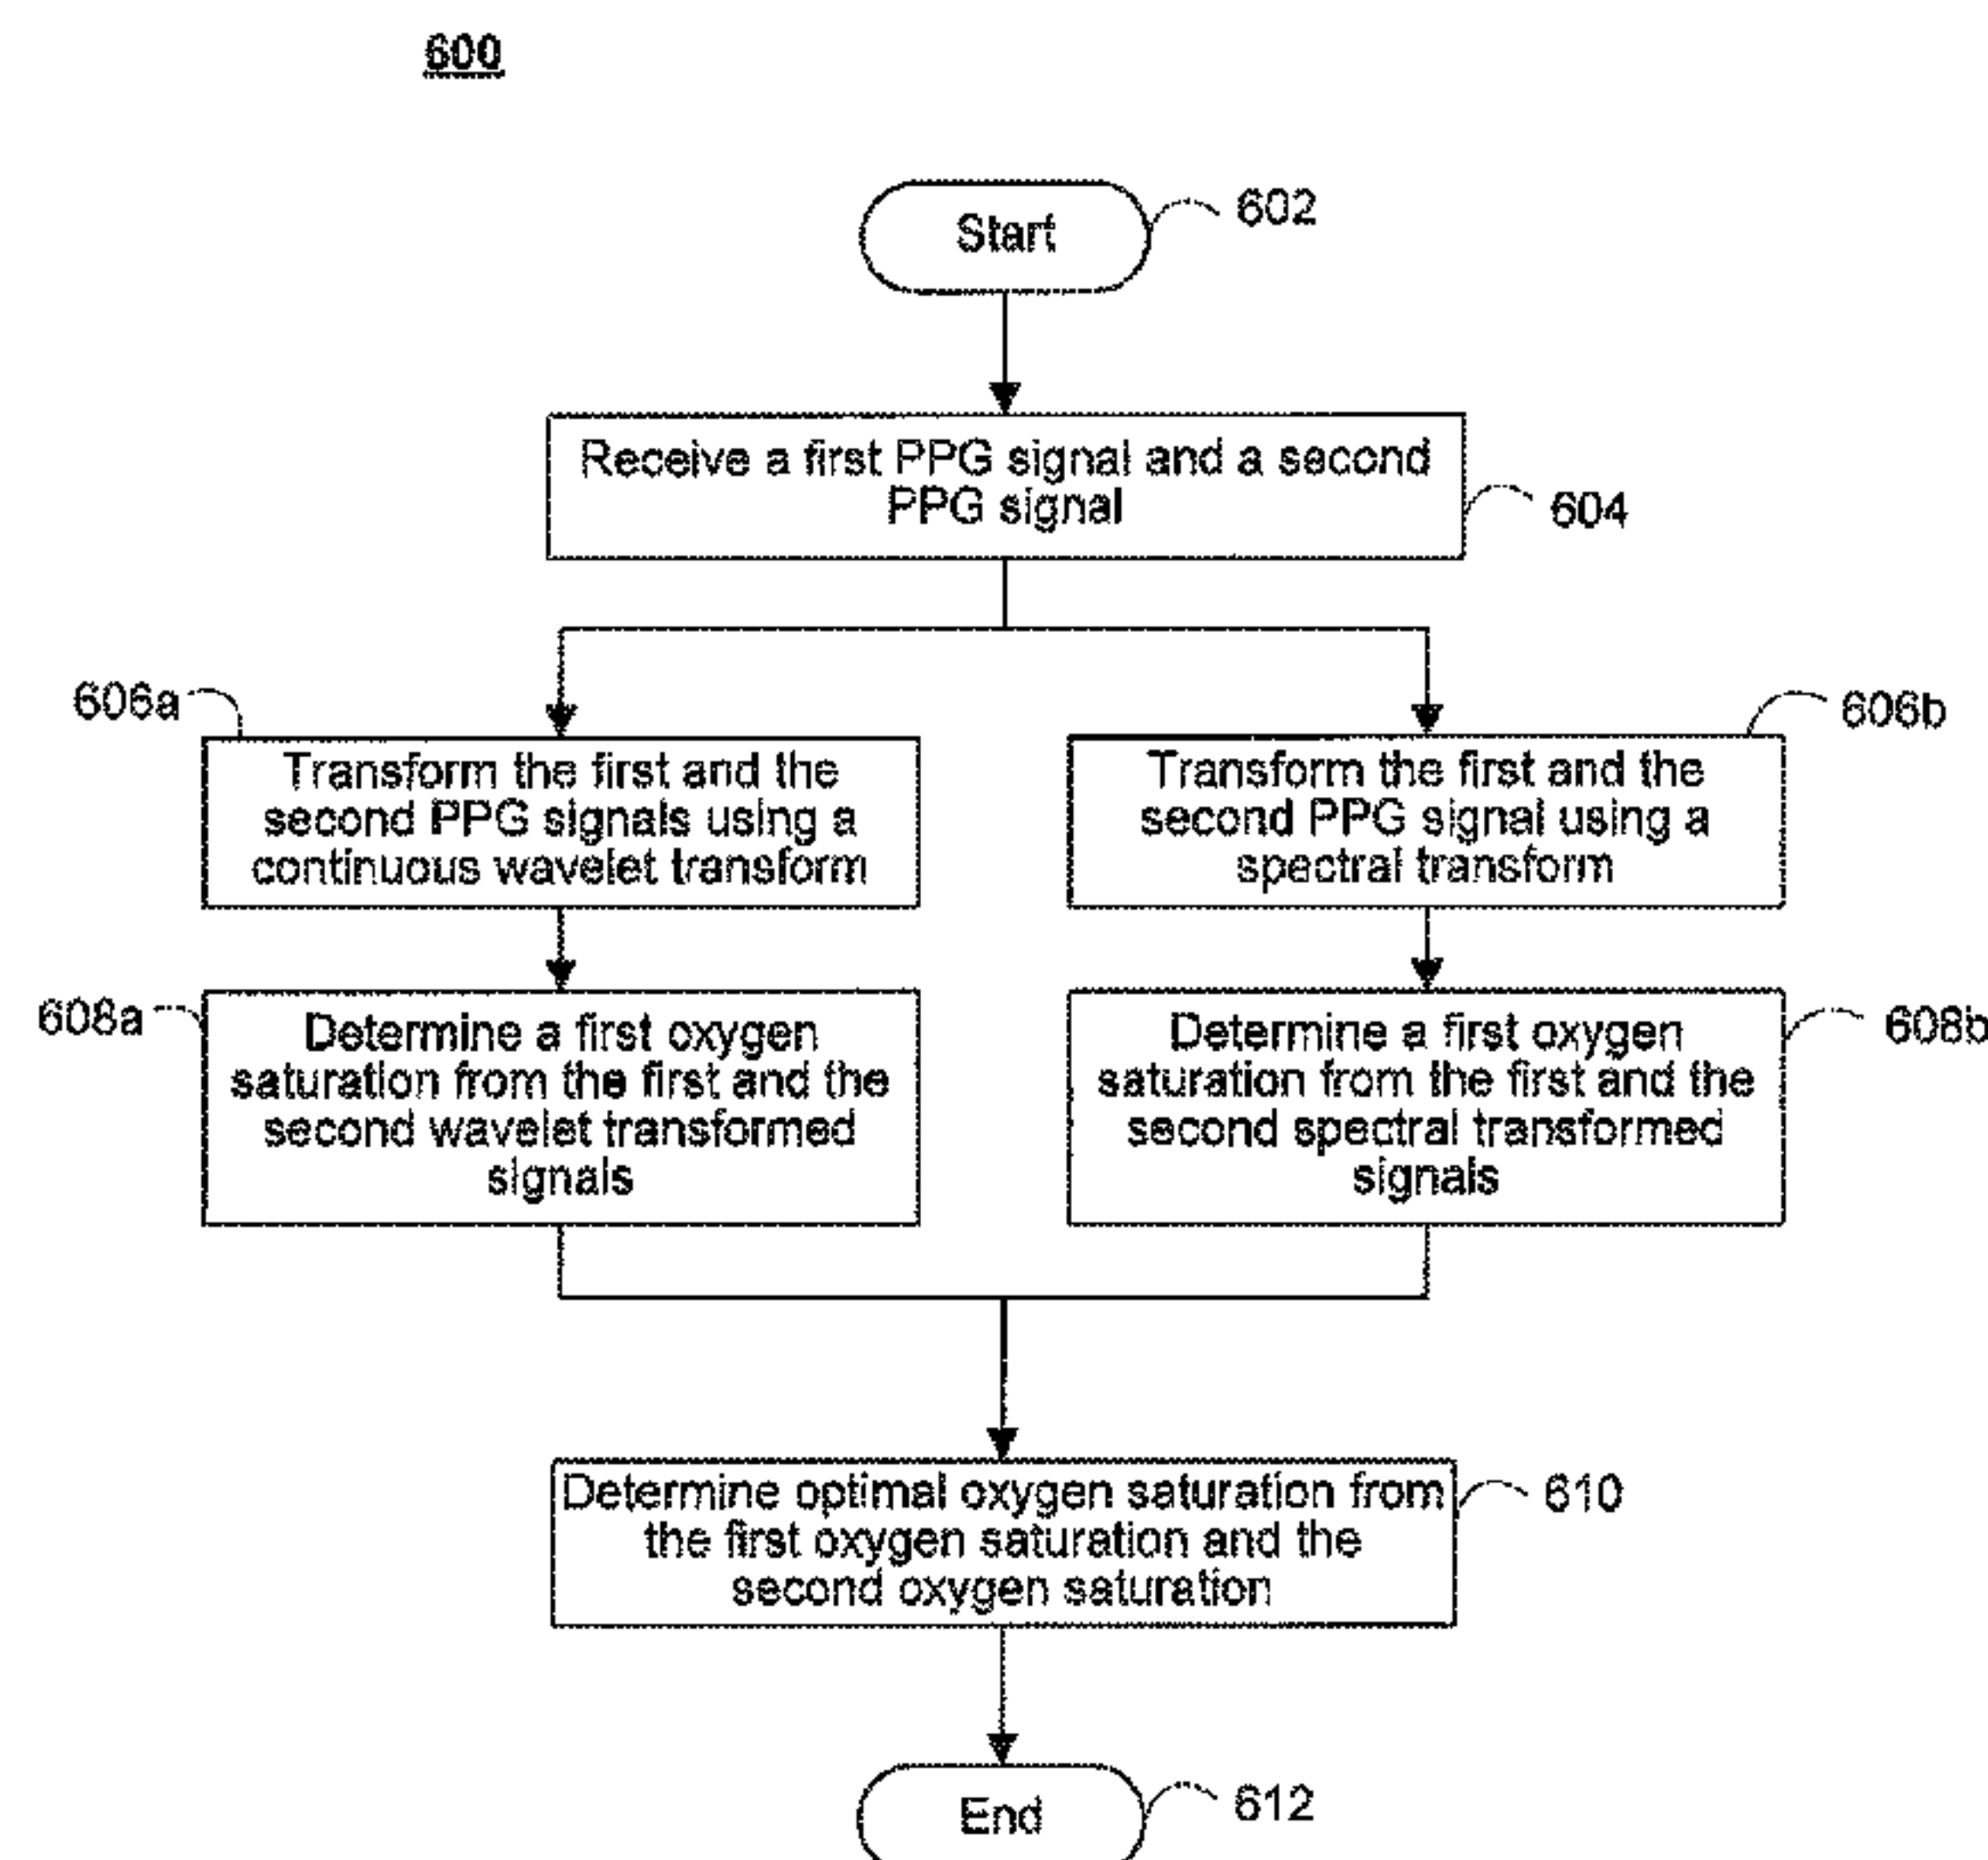 600
Start
602
Receive a first PPG signal and a second
PPG signal
604
606a
Transform the first and the
second PPG signals using a
continuous wavelet transform
606b
Transform the first and the
second PPG signal using a
spectral transform
608a
Determine a first oxygen
saturation from the first and the
second wavelet transformed
signals
608b
Determine a first oxygen
saturation from the first and the
second spectral transformed
signals
Determine optimal oxygen saturation from
the first oxygen saturation and the
second oxygen saturation
610
End
612